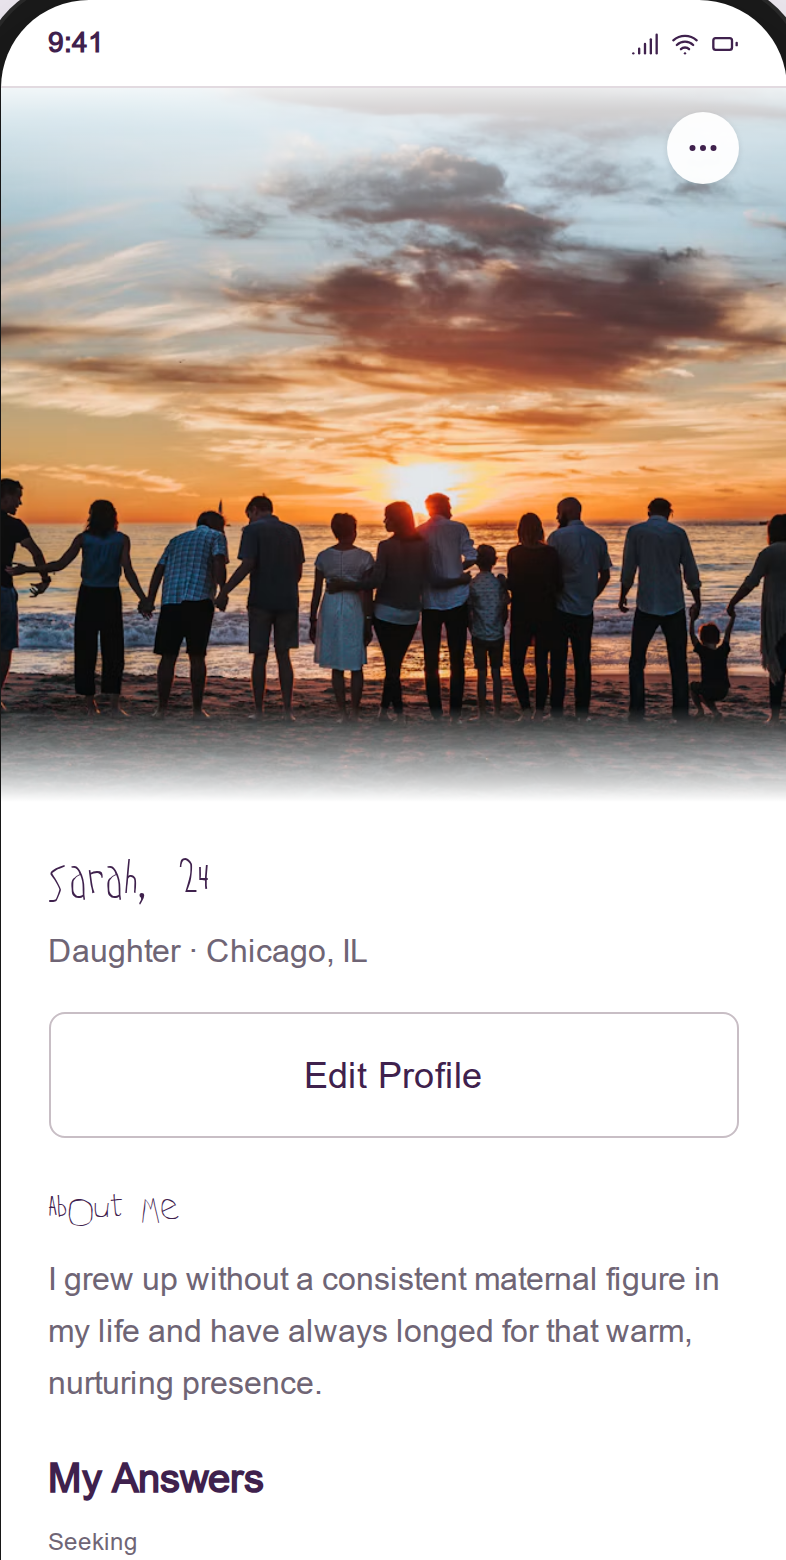 9:41
Sarah, 24
Daughter · Chicago, IL
Edit Profile
About Me
I grew up without a consistent maternal figure in
my life and have always longed for that warm,
nurturing presence.
My Answers
Seeking